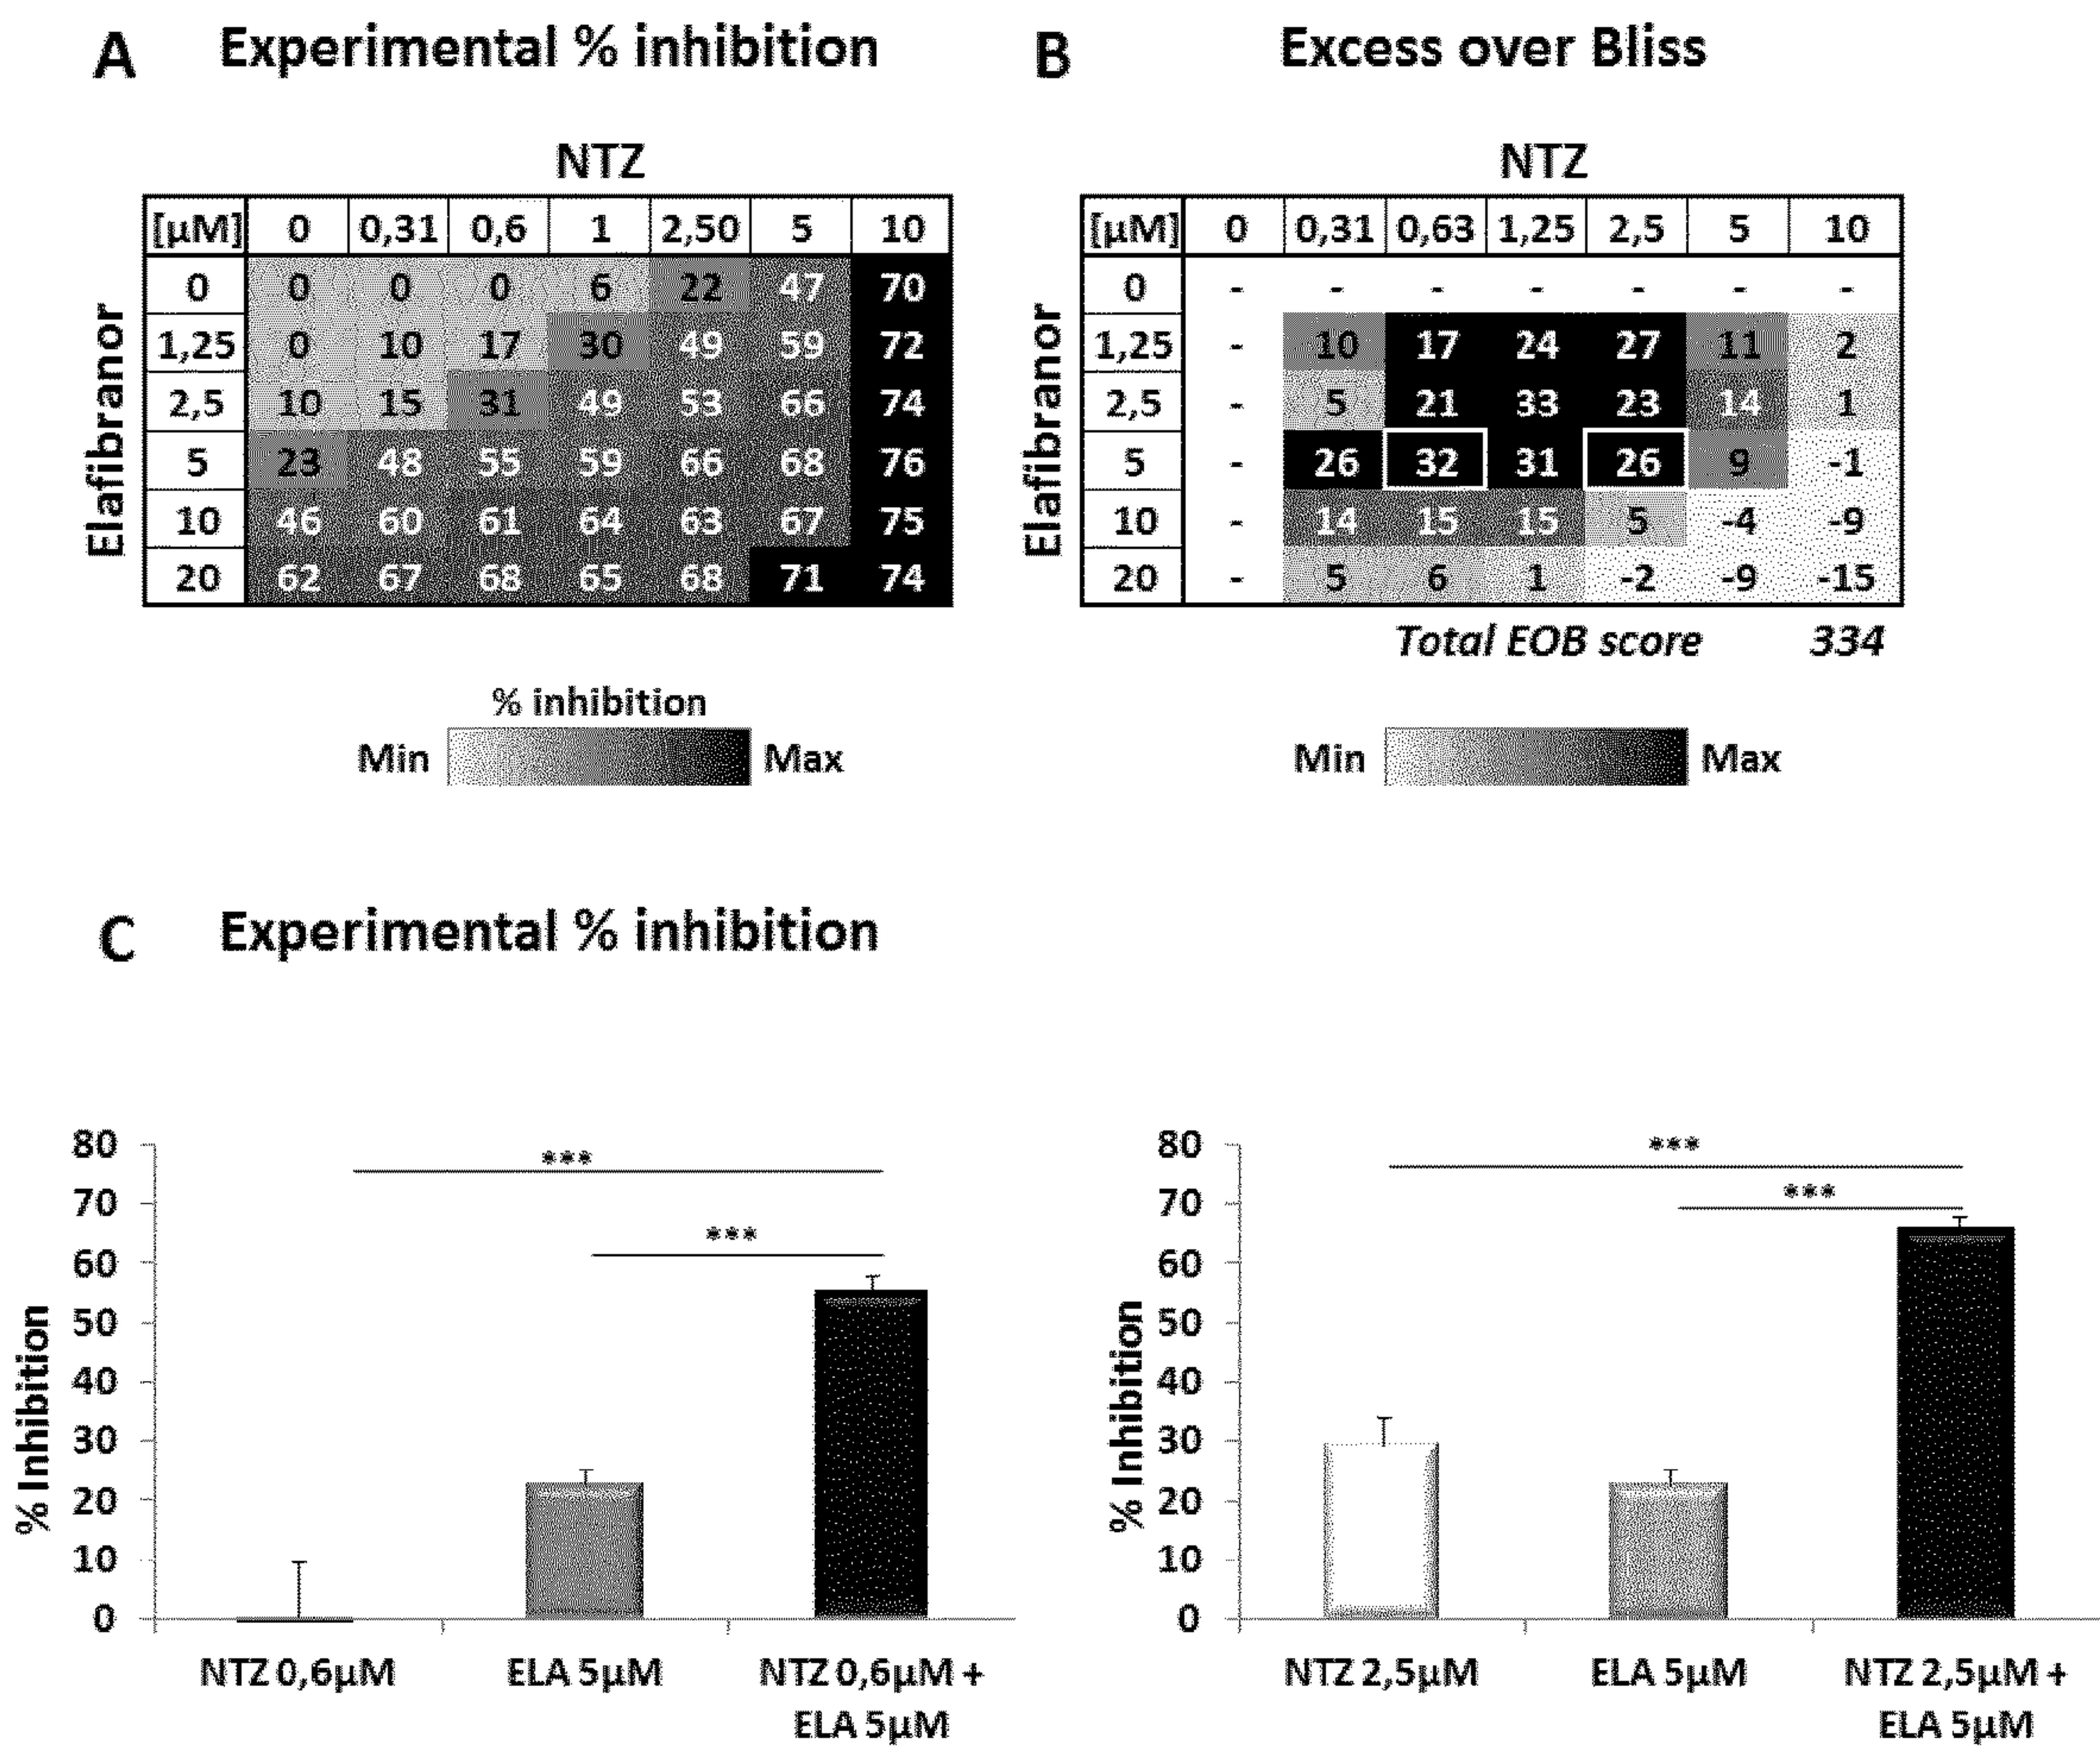 A Experimental % inhibition
NTZ
[µM] 0 0,31 0,6 1 2,50 5 10
Elafibranor
0 0 0 0 6 22 47 70
1,25 0 10 17 30 49 59 72
2,5 10 15 31 49 53 66 74
5 23 48 55 59 66 68 76
10 46 60 61 64 63 67 75
20 62 67 68 65 68 71 74
% inhibition
Min Max
B Excess over Bliss
NTZ
[µM] 0 0,31 0,63 1,25 2,5 5 10
Elafibranor
0 - - - - - - -
1,25 - 10 17 24 27 11 2
2,5 - 5 21 33 23 14 1
5 - 26 32 31 26 9 -1
10 - 14 15 15 5 -4 -9
20 - 5 6 1 -2 -9 -15
Total EOB score 334
Min Max
C Experimental % inhibition
% Inhibition
80
70
60
50
40
30
20
10
0
***
***
NTZ 0,6µM ELA 5µM NTZ 0,6µM +
ELA 5µM
% Inhibition
80
70
60
50
40
30
20
10
0
***
***
NTZ 2,5µM ELA 5µM NTZ 2,5µM +
ELA 5µM